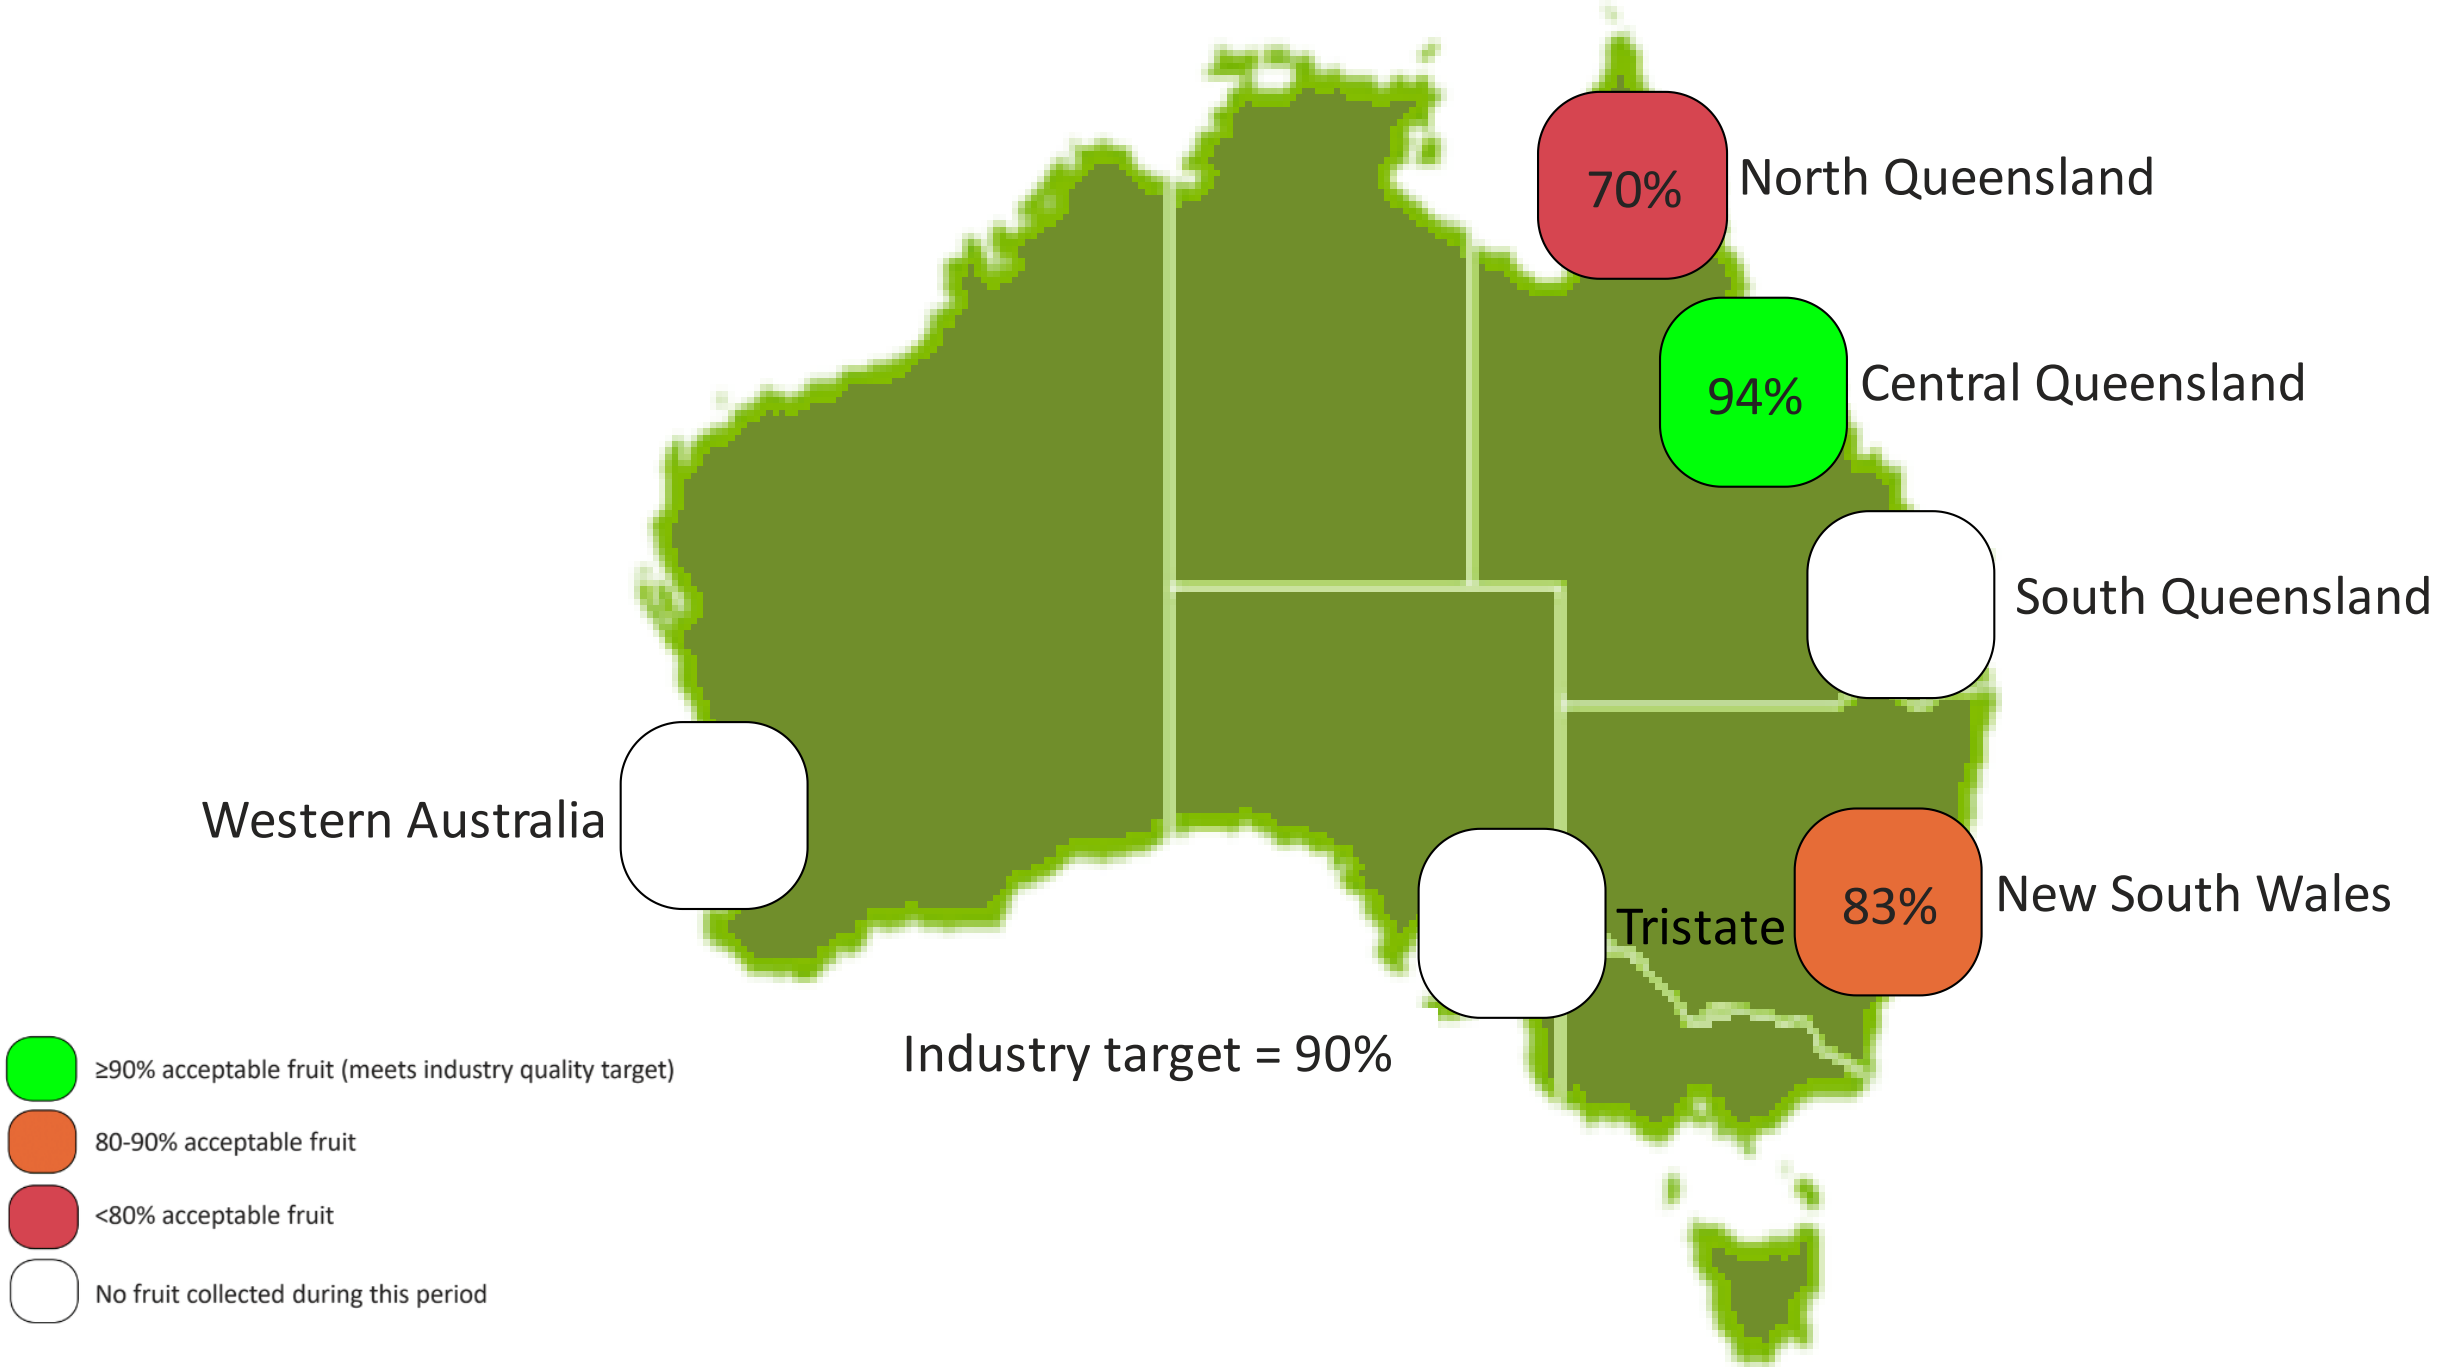 70%
North Queensland
94%
Central Queensland
South Queensland
Western Australia
Tristate
83%
New South Wales
Industry target = 90%
≥90% acceptable fruit (meets industry quality target)
80-90% acceptable fruit
<80% acceptable fruit
No fruit collected during this period